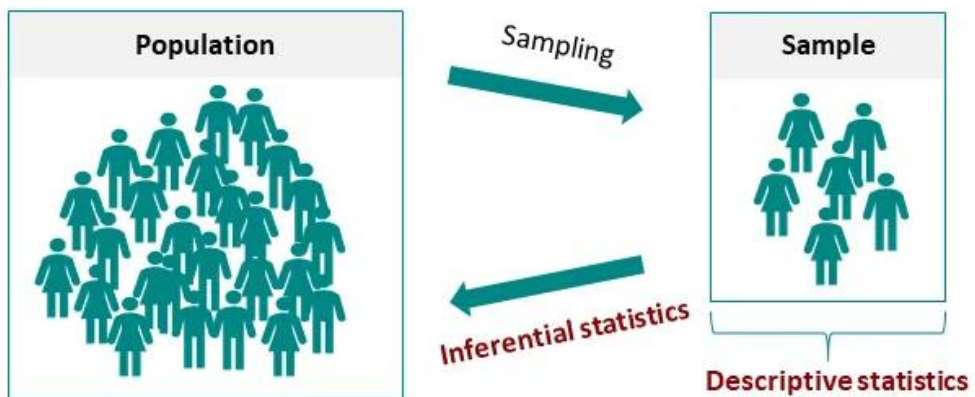 Population
Sampling
Sample
Inferential statistics
Descriptive statistics